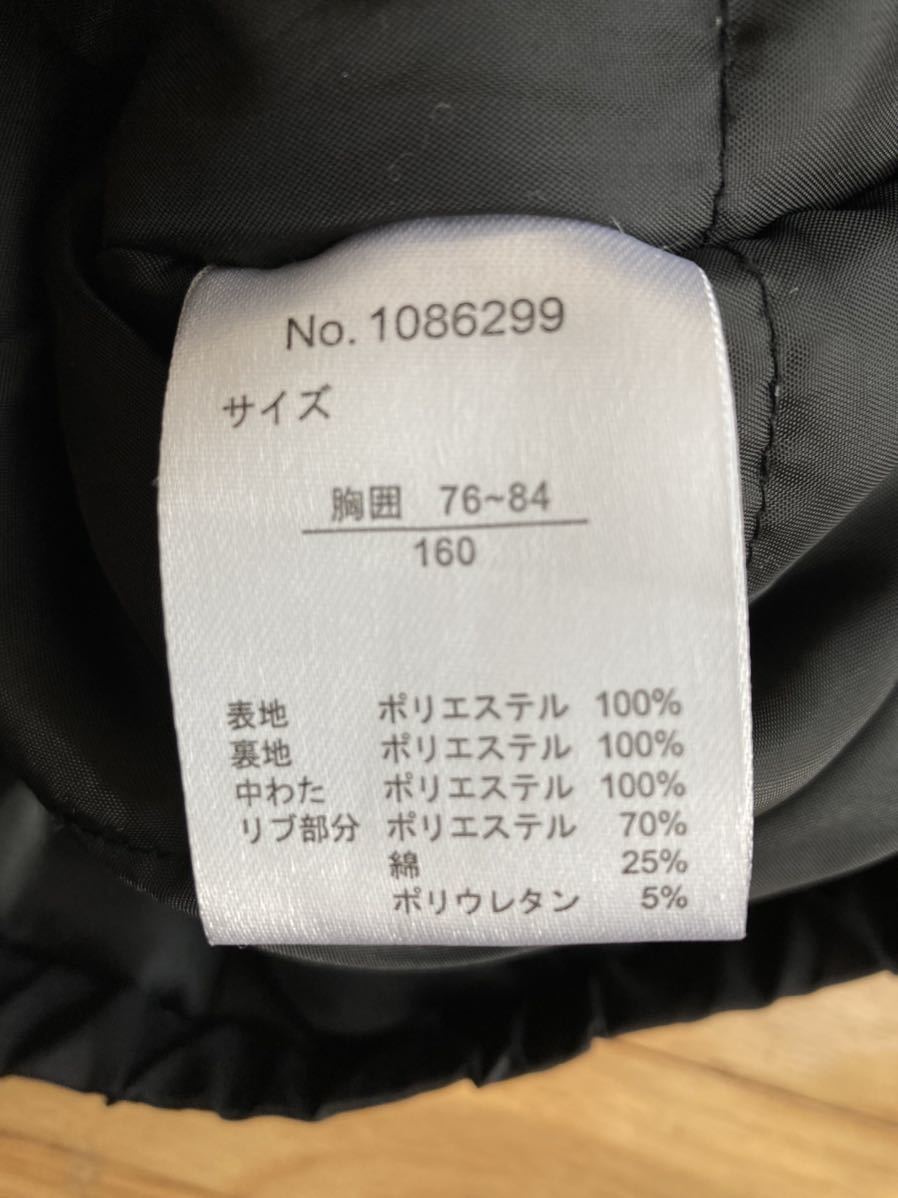 No. 1086299
サイズ
胸囲 76~84
160
表地 ポリエステル 100%
裏地 ポリエステル 100%
中わた ポリエステル 100%
リブ部分 ポリエステル 70%
綿 25%
ポリウレタン 5%